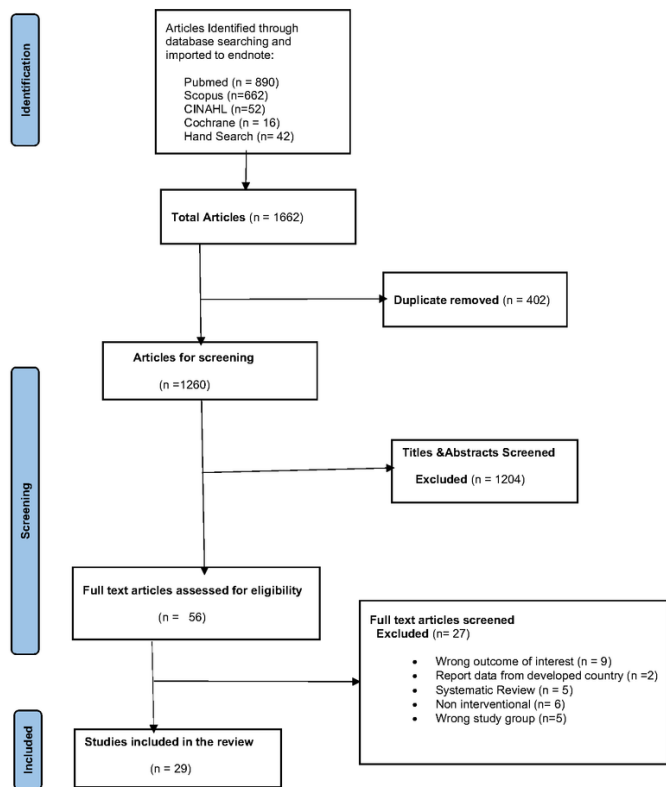 Identification
Articles Identified through
database searching and
imported to endnote:
Pubmed (n = 890)
Scopus (n=662)
CINAHL (n=52)
Cochrane (n = 16)
Hand Search (n= 42)
Total Articles (n = 1662)
Duplicate removed (n = 402)
Screening
Articles for screening
(n =1260)
Titles &Abstracts Screened
Excluded (n = 1204)
Full text articles assessed for eligibility
(n = 56)
Full text articles screened
Excluded (n= 27)
• Wrong outcome of interest (n = 9)
• Report data from developed country (n =2)
• Systematic Review (n = 5)
• Non interventional (n= 6)
• Wrong study group (n=5)
Included
Studies included in the review
(n = 29)